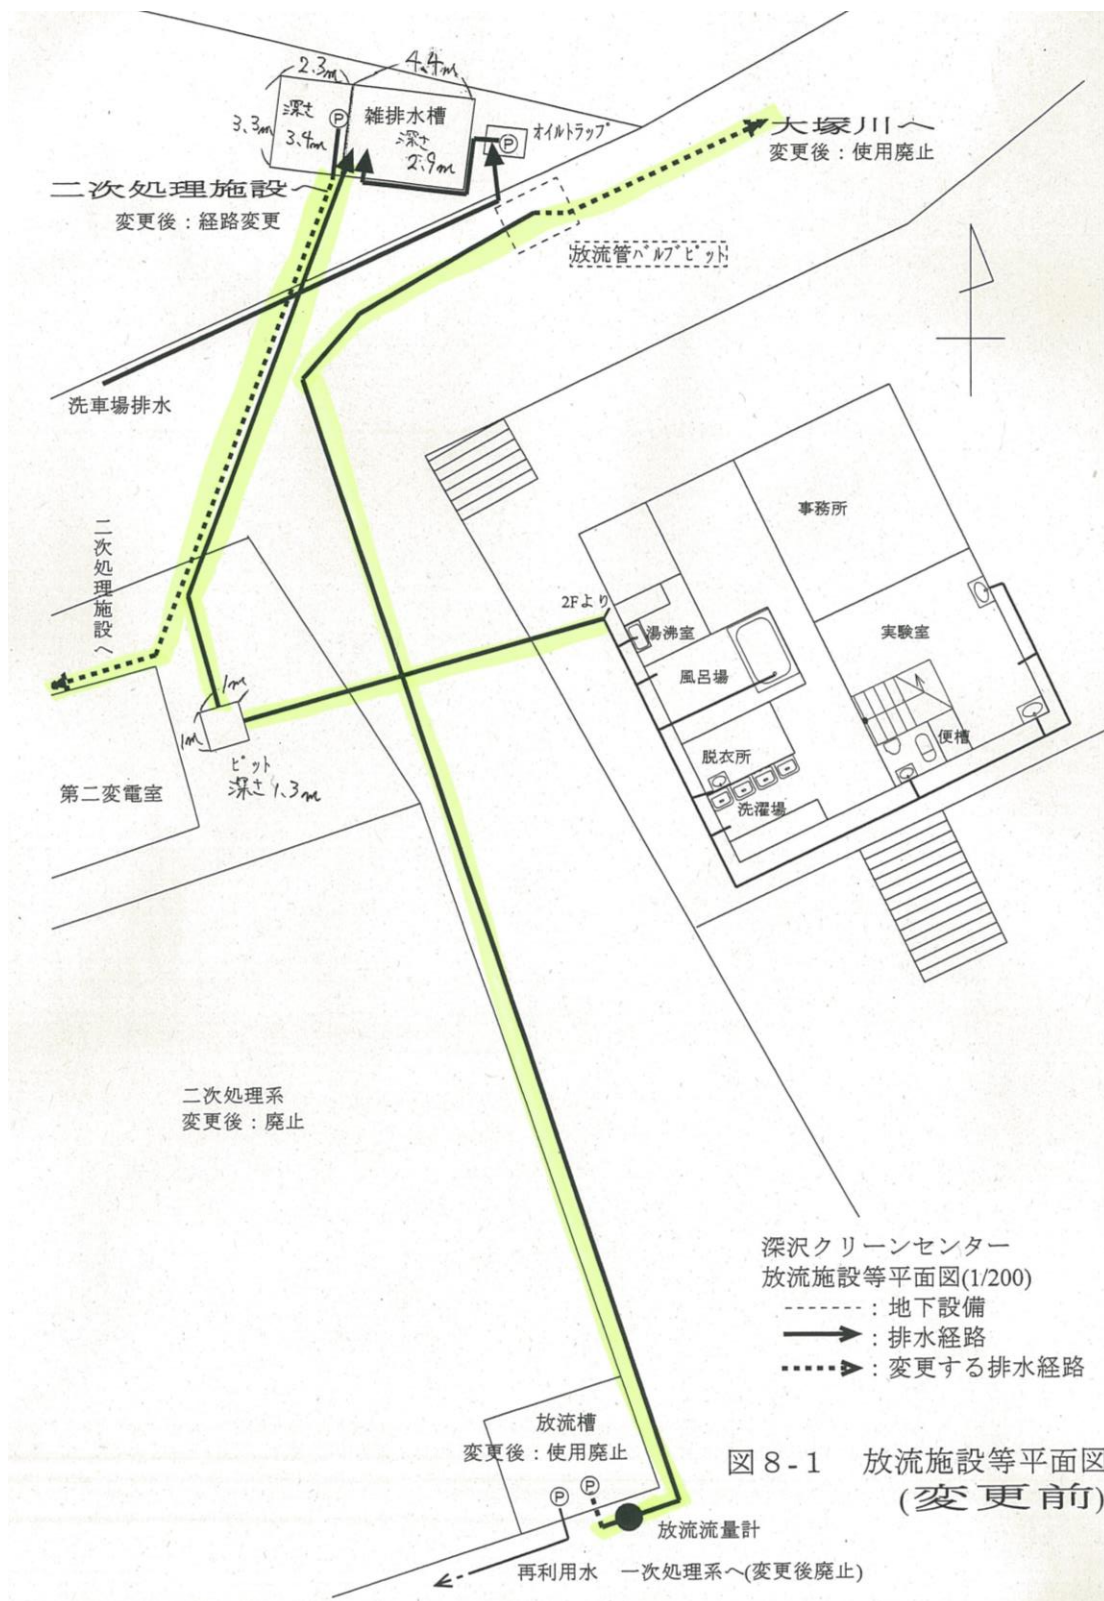 2.3m
4.4m
3.3m
深さ
3.4m
P
雑排水槽
深さ
2.9m
P
オイルトラップ
大塚川へ
変更後：使用廃止
二次処理施設へ
変更後：経路変更
放流管バルブピット
洗車場排水
二次処理施設へ
事務所
2Fより
湯沸室
実験室
風呂場
1m
1m
脱衣所
便槽
ピット
深さ1.3m
第二変電室
洗濯場
二次処理系
変更後：廃止
深沢クリーンセンター
放流施設等平面図(1/200)
：地下設備
：排水経路
：変更する排水経路
放流槽
変更後：使用廃止
P
P
放流流量計
再利用水　一次処理系へ(変更後廃止)
図8-1　放流施設等平面図
(変更前)